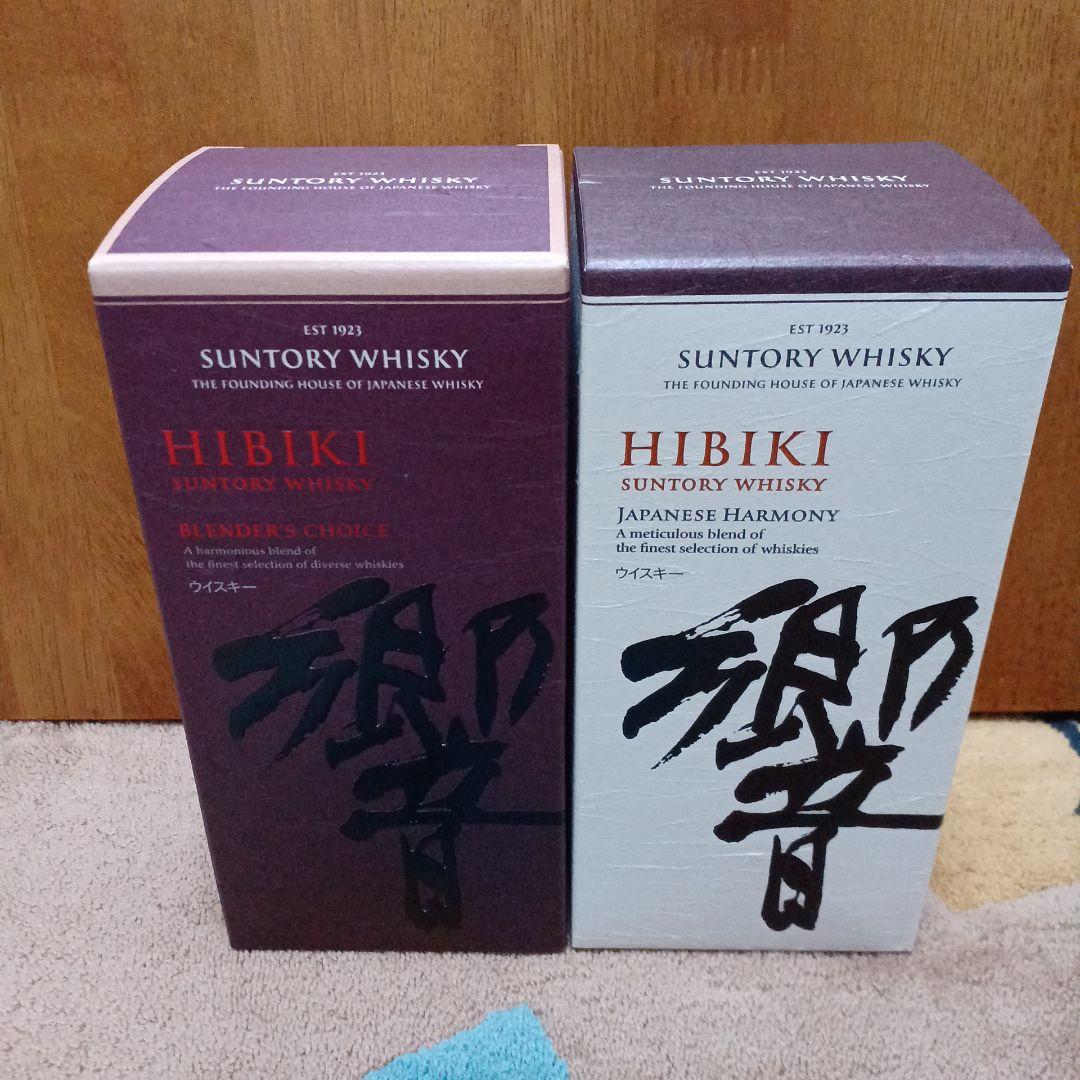 EST 1923
SUNTORY WHISKY
THE FOUNDING HOUSE OF JAPANESE WHISKY
EST 1923
SUNTORY WHISKY
THE FOUNDING HOUSE OF JAPANESE WHISKY
HIBIKI
SUNTORY WHISKY
BLENDER'S CHOICE
A harmonious blend of
the finest selection of diverse whiskies
ウイスキー
響
EST 1923
SUNTORY WHISKY
THE FOUNDING HOUSE OF JAPANESE WHISKY
EST 1923
SUNTORY WHISKY
THE FOUNDING HOUSE OF JAPANESE WHISKY
HIBIKI
SUNTORY WHISKY
JAPANESE HARMONY
A meticulous blend of
the finest selection of whiskies
ウイスキー
響